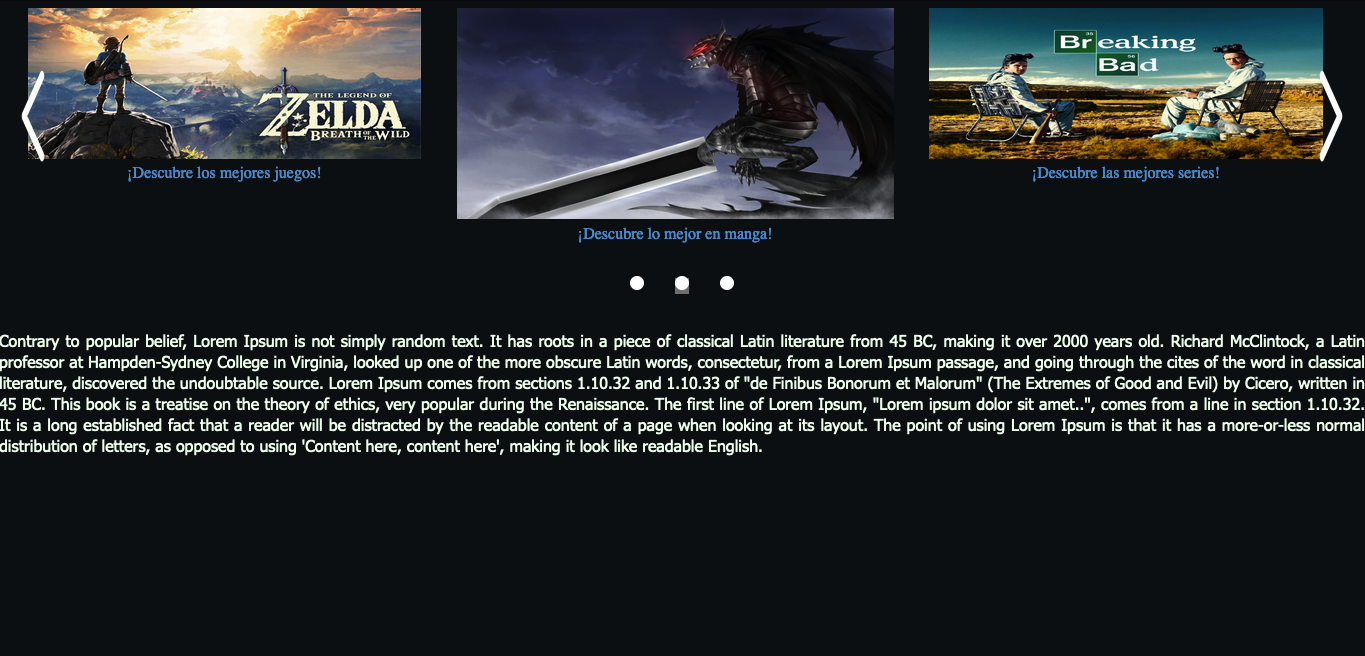 THE LEGEND OF
ZELDA
BREATH OF THE WILD
35
Breaking
56
Bad
¡Descubre los mejores juegos!
¡Descubre las mejores series!
¡Descubre lo mejor en manga!
Contrary to popular belief, Lorem Ipsum is not simply random text. It has roots in a piece of classical Latin literature from 45 BC, making it over 2000 years old. Richard McClintock, a Latin
professor at Hampden-Sydney College in Virginia, looked up one of the more obscure Latin words, consectetur, from a Lorem Ipsum passage, and going through the cites of the word in classical
literature, discovered the undoubtable source. Lorem Ipsum comes from sections 1.10.32 and 1.10.33 of "de Finibus Bonorum et Malorum" (The Extremes of Good and Evil) by Cicero, written in
45 BC. This book is a treatise on the theory of ethics, very popular during the Renaissance. The first line of Lorem Ipsum, "Lorem ipsum dolor sit amet..", comes from a line in section 1.10.32.
It is a long established fact that a reader will be distracted by the readable content of a page when looking at its layout. The point of using Lorem Ipsum is that it has a more-or-less normal
distribution of letters, as opposed to using 'Content here, content here', making it look like readable English.